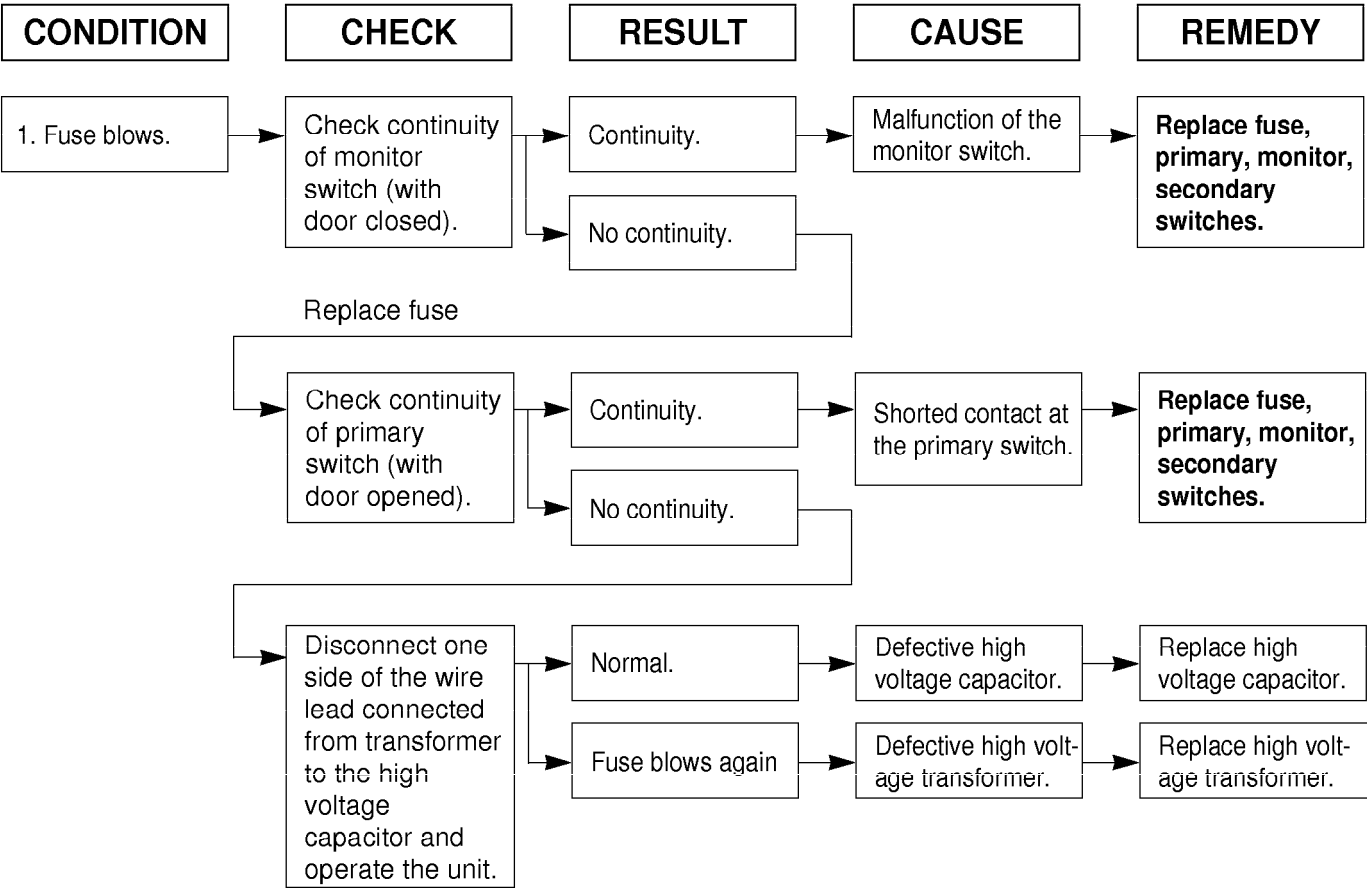 CONDITION
CHECK
RESULT
CAUSE
REMEDY
1. Fuse blows.
Check continuity
of monitor
switch (with
door closed).
Continuity.
Malfunction of the
monitor switch.
Replace fuse,
primary, monitor,
secondary
switches.
No continuity.
Replace fuse
Check continuity
of primary
switch (with
door opened).
Continuity.
Shorted contact at
the primary switch.
Replace fuse,
primary, monitor,
secondary
switches.
No continuity.
Disconnect one
side of the wire
lead connected
from transformer
to the high
voltage
capacitor and
operate the unit.
Normal.
Defective high
voltage capacitor.
Replace high
voltage capacitor.
Fuse blows again
Defective high volt-
age transformer.
Replace high volt-
age transformer.